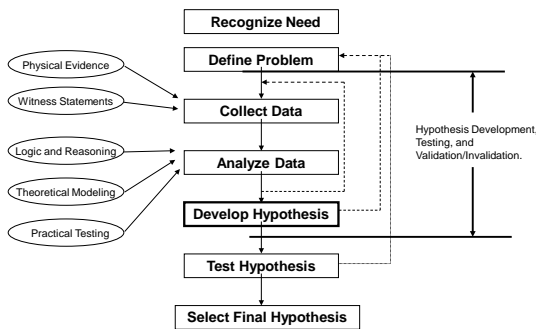 Recognize Need
Define Problem
Physical Evidence
Witness Statements
Collect Data
Hypothesis Development,
Testing, and
Validation/Invalidation.
Logic and Reasoning
Analyze Data
Theoretical Modeling
Practical Testing
Develop Hypothesis
Test Hypothesis
Select Final Hypothesis